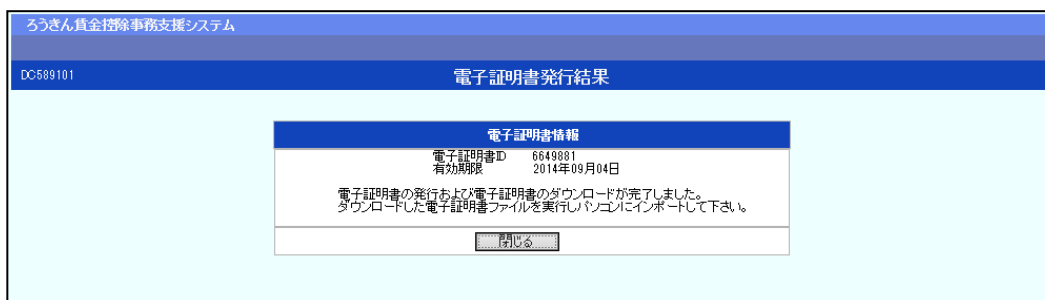 ろうきん賃金控除事務支援システム
DC589101
電子証明書発行結果
電子証明書情報
電子証明書ID 6649881
有効期限 2014年09月04日
電子証明書の発行および電子証明書のダウンロードが完了しました。
ダウンロードした電子証明書ファイルを実行しパソコンにインポートして下さい。
閉じる